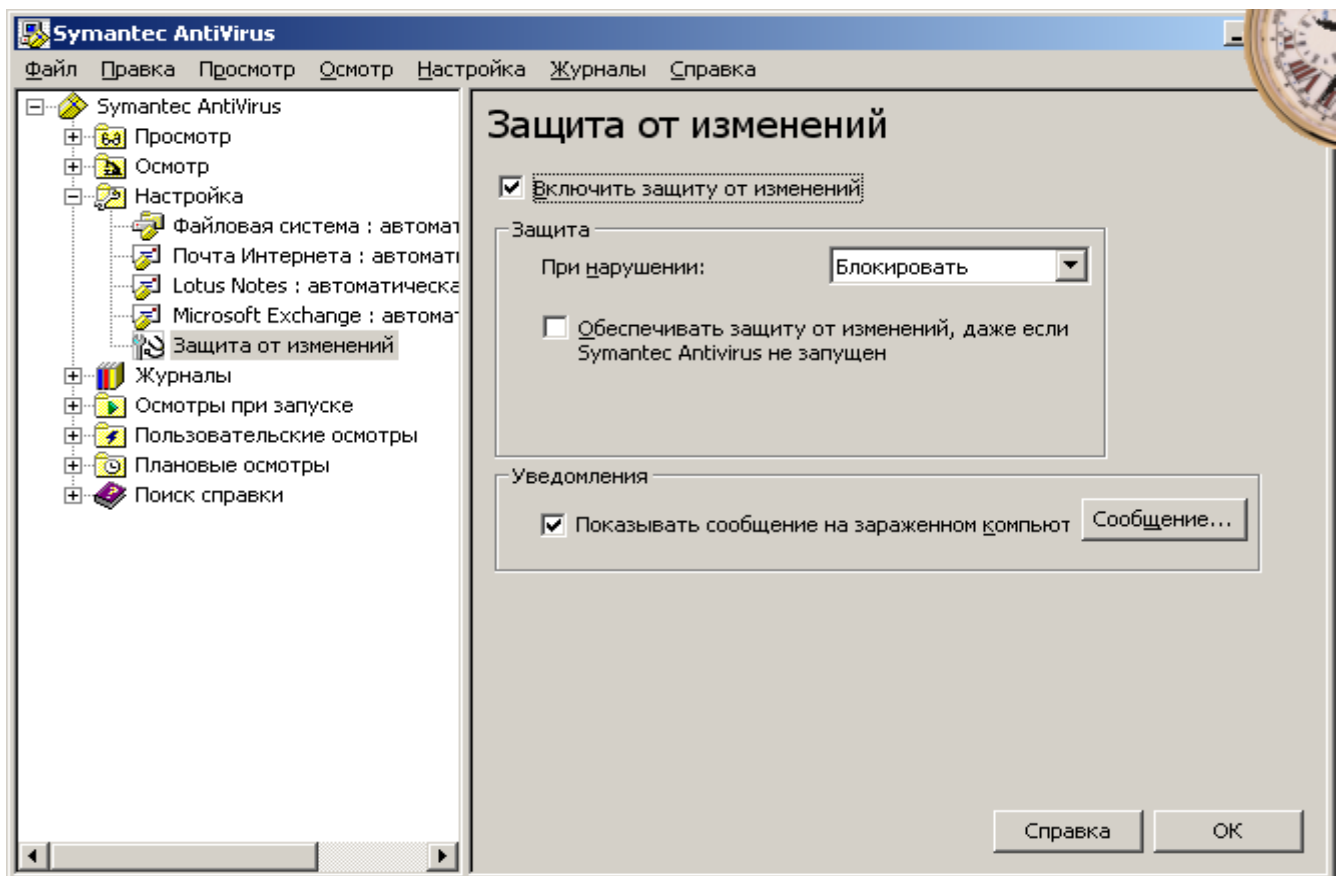 Symantec AntiVirus
Файл Правка Просмотр Осмотр Настройка Журналы Справка
Symantec AntiVirus
Просмотр
Осмотр
Настройка
Файловая система : автомат
Почта Интернета : автомати
Lotus Notes : автоматическа
Microsoft Exchange : автомат
Защита от изменений
Журналы
Осмотры при запуске
Пользовательские осмотры
Плановые осмотры
Поиск справки
Защита от изменений
Включить защиту от изменений
Защита
При нарушении: Блокировать
Обеспечивать защиту от изменений, даже если
Symantec Antivirus не запущен
Уведомления
Показывать сообщение на зараженном компьют Сообщение...
Справка OK